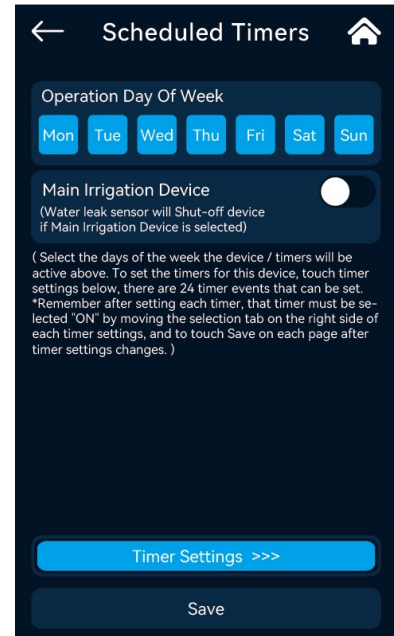 Scheduled Timers
Operation Day Of Week
Mon Tue Wed Thu Fri Sat Sun
Main Irrigation Device
(Water leak sensor will Shut-off device
if Main Irrigation Device is selected)
( Select the days of the week the device / timers will be
active above. To set the timers for this device, touch timer
settings below, there are 24 timer events that can be set.
*Remember after setting each timer, that timer must be se-
lected "ON" by moving the selection tab on the right side of
each timer settings, and to touch Save on each page after
timer settings changes. )
Timer Settings >>>
Save